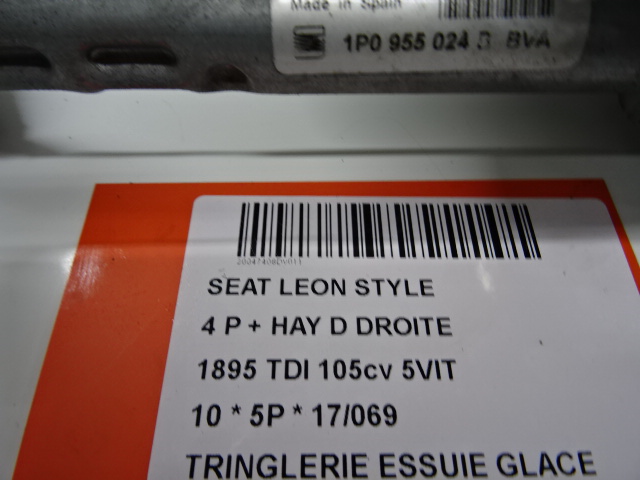 Made in Spain
1P0 955 024 B BVA
SEAT LEON STYLE
4 P + HAY D DROITE
1895 TDI 105cv 5VIT
10 * 5P * 17/069
TRINGLERIE ESSUIE GLACE